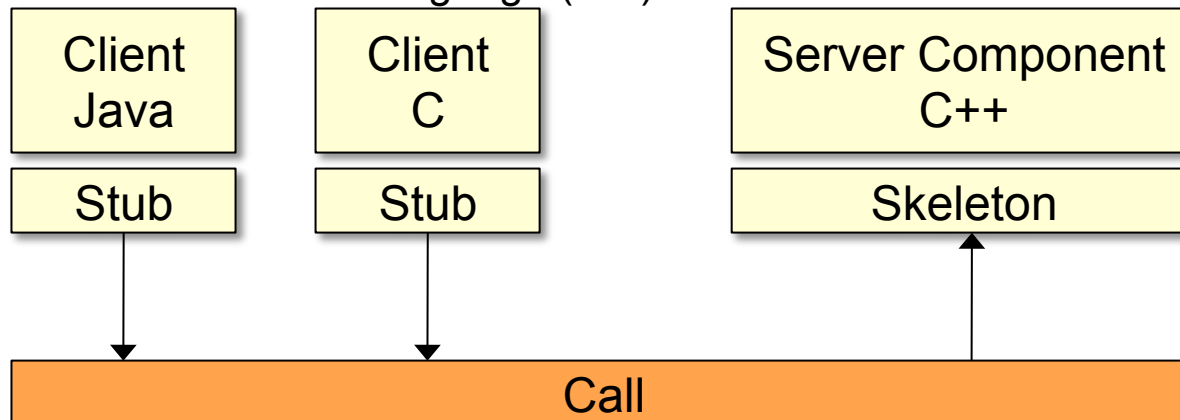 Client
Java
Client
C
Server Component
C++
Stub
Stub
Skeleton
Call